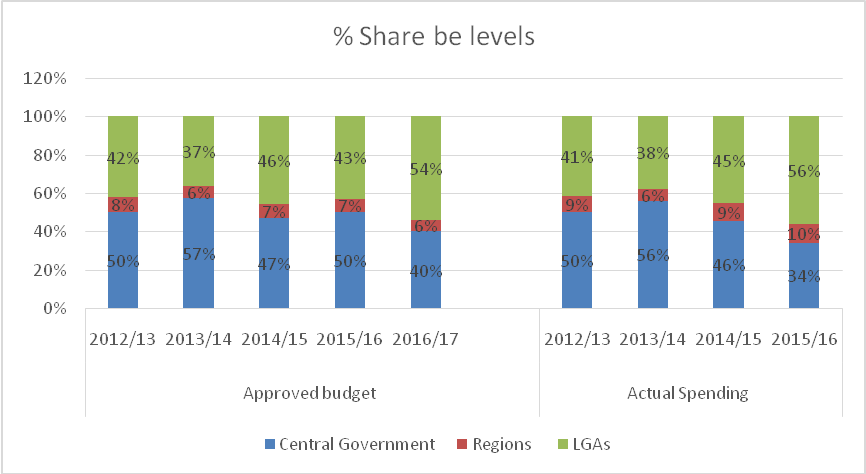 % Share be levels
120%
100%
80%
60%
40%
20%
0%
42% 37% 46% 43% 54% 41% 38% 45% 56%
8% 6% 7% 7% 6% 9% 6% 9% 10%
50% 57% 47% 50% 40% 50% 56% 46% 34%
2012/13 2013/14 2014/15 2015/16 2016/17 2012/13 2013/14 2014/15 2015/16
Approved budget Actual Spending
Central Government Regions LGAs